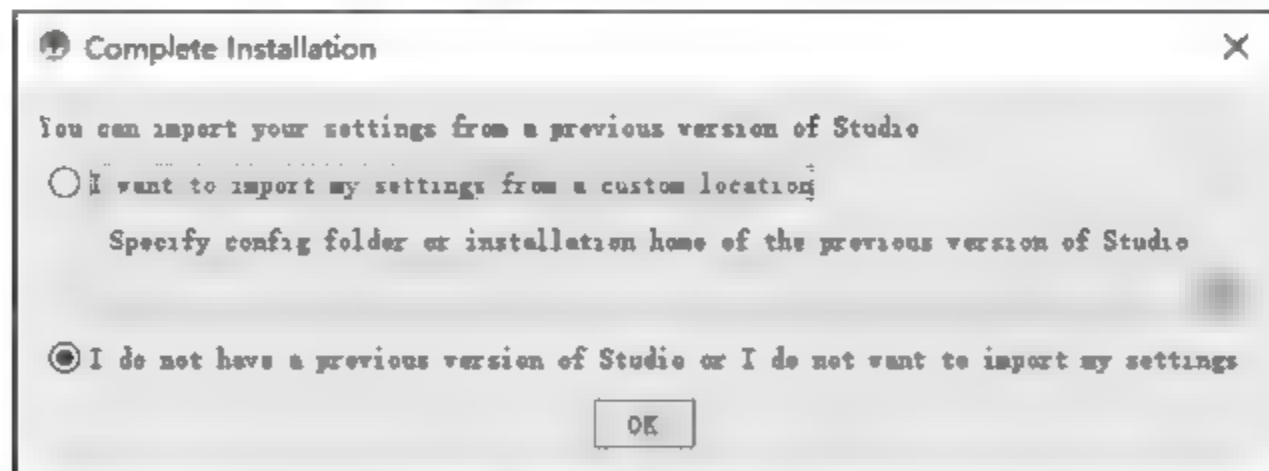 Complete Installation
You can import your settings from a previous version of Studio
I want to import my settings from a custom location
Specify config folder or installation home of the previous version of Studio
I do not have a previous version of Studio or I do not want to import my settings
OK